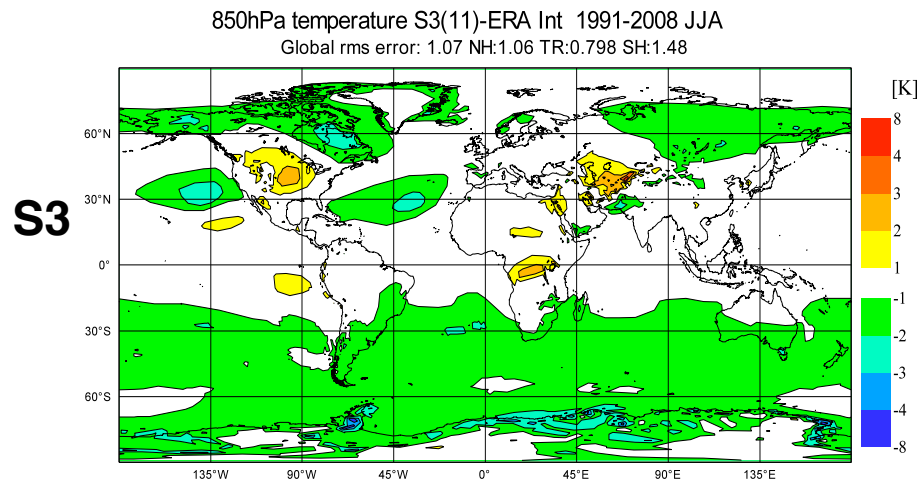 850hPa temperature S3(11)-ERA Int 1991-2008 JJA
Global rms error: 1.07 NH:1.06 TR:0.798 SH:1.48
[K]
S3
60°N
30°N
0°
30°S
60°S
135°W
90°W
45°W
0°
45°E
90°E
135°E
8
4
3
2
1
-1
-2
-3
-4
-8